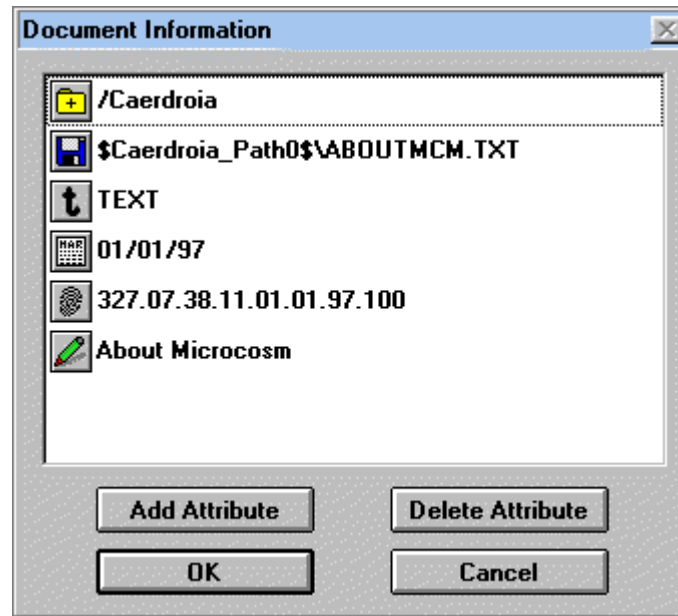 Document Information
/Caerdroia
$Caerdroia_Path0$\ABOUTMCM.TXT
t TEXT
MAR 01/01/97
327.07.38.11.01.01.97.100
About Microcosm
Add Attribute Delete Attribute
OK Cancel